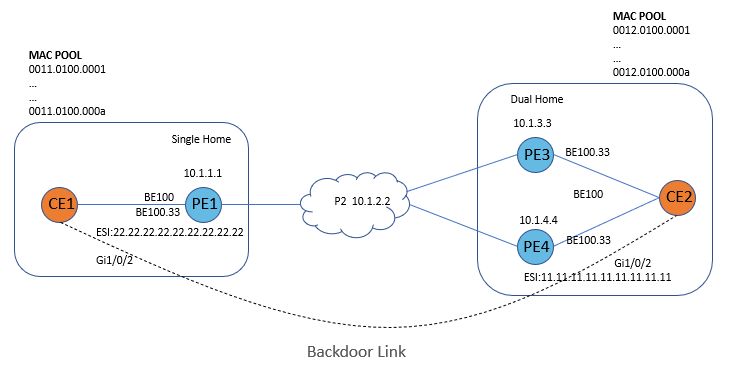 MAC POOL
0012.0100.0001
...
...
0012.0100.000a
MAC POOL
0011.0100.0001
...
...
0011.0100.000a
Single Home
10.1.1.1
CE1
BE100
BE100.33
PE1
ESI:22.22.22.22.22.22.22.22.22
Gi1/0/2
P2 10.1.2.2
Dual Home
10.1.3.3
PE3
BE100.33
BE100
CE2
10.1.4.4
PE4
BE100.33
Gi1/0/2
ESI:11.11.11.11.11.11.11.11.11
Backdoor Link